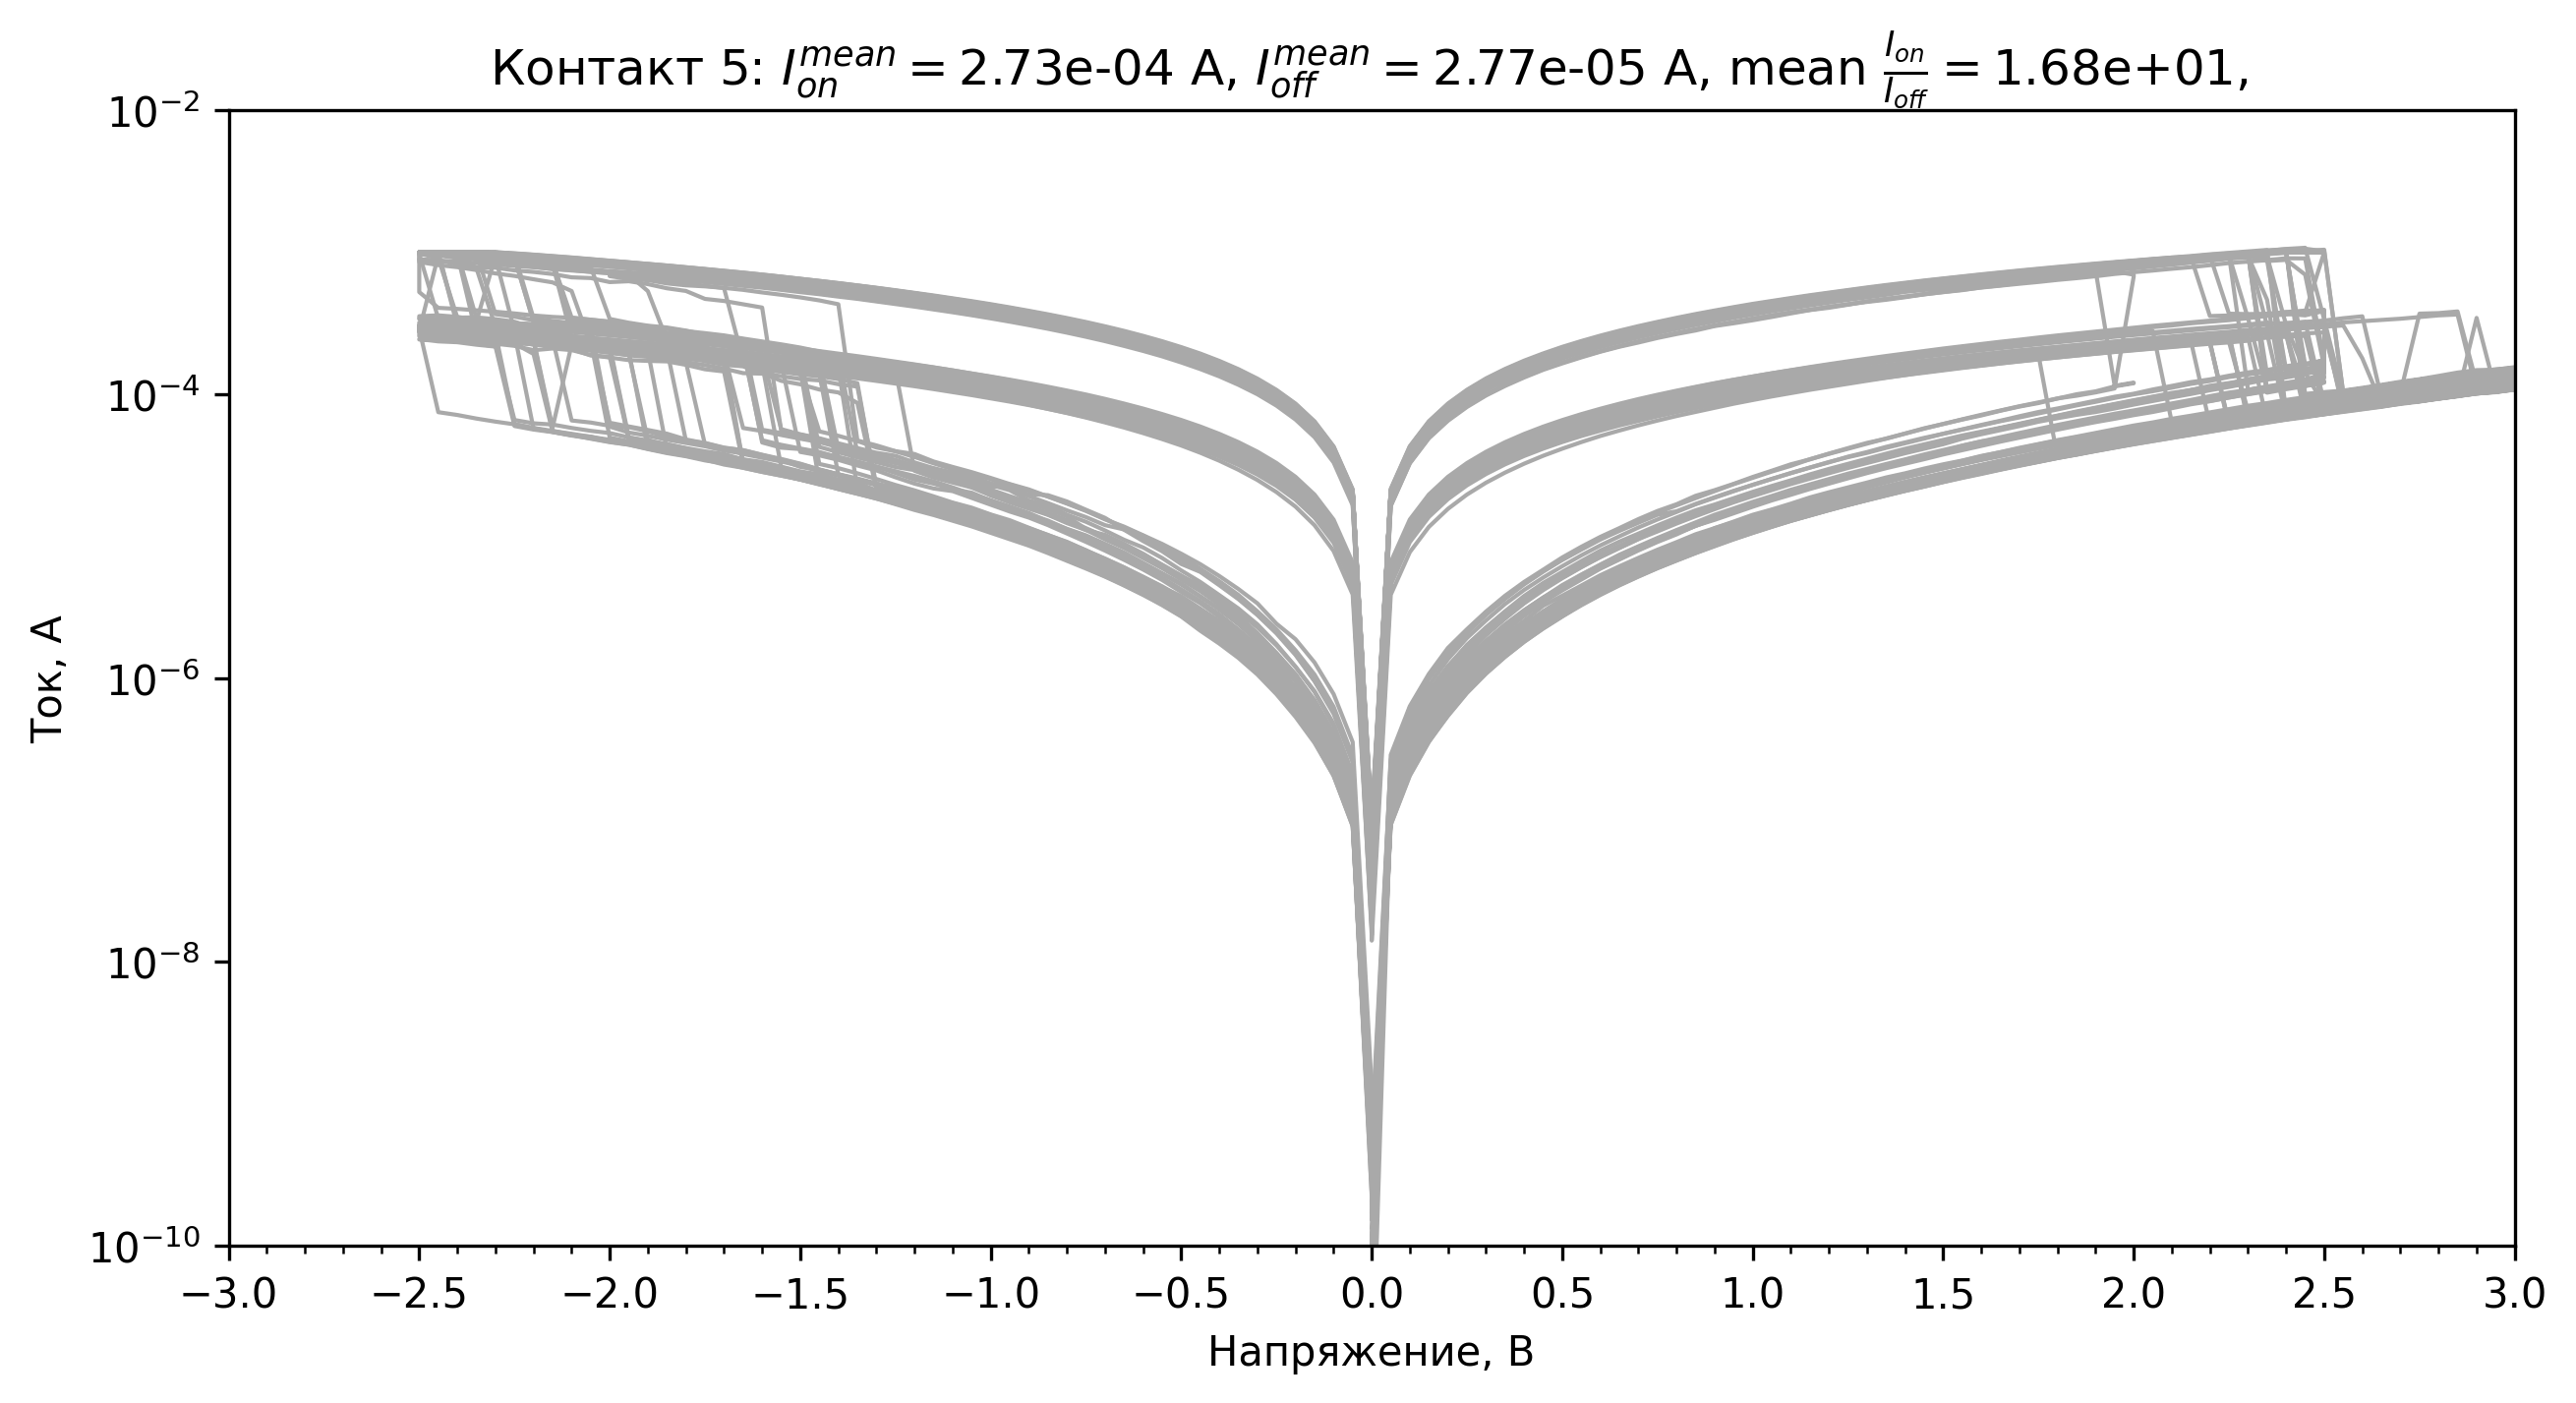 Контакт 5: I_on^mean = 2.73e-04 A, I_off^mean = 2.77e-05 A, mean I_on/I_off = 1.68e+01,
10^−2
10^−4
10^−6
10^−8
10^−10
Ток, А
−3.0 −2.5 −2.0 −1.5 −1.0 −0.5 0.0 0.5 1.0 1.5 2.0 2.5 3.0
Напряжение, В